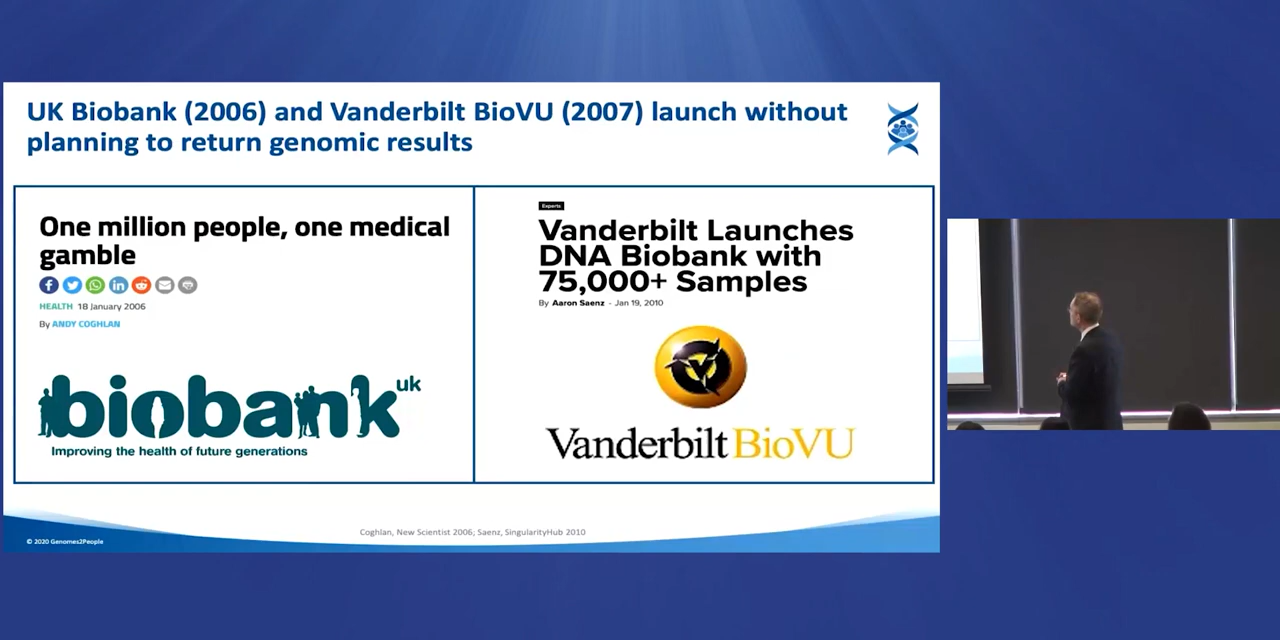 UK Biobank (2006) and Vanderbilt BioVU (2007) launch without
planning to return genomic results
One million people, one medical
gamble
HEALTH 18 January 2006
By ANDY COGHLAN
biobank uk
Improving the health of future generations
Experts
Vanderbilt Launches
DNA Biobank with
75,000+ Samples
By Aaron Saenz - Jan 19, 2010
V
Vanderbilt BioVU
Coghlan, New Scientist 2006; Saenz, SingularityHub 2010
© 2020 Genomes2People